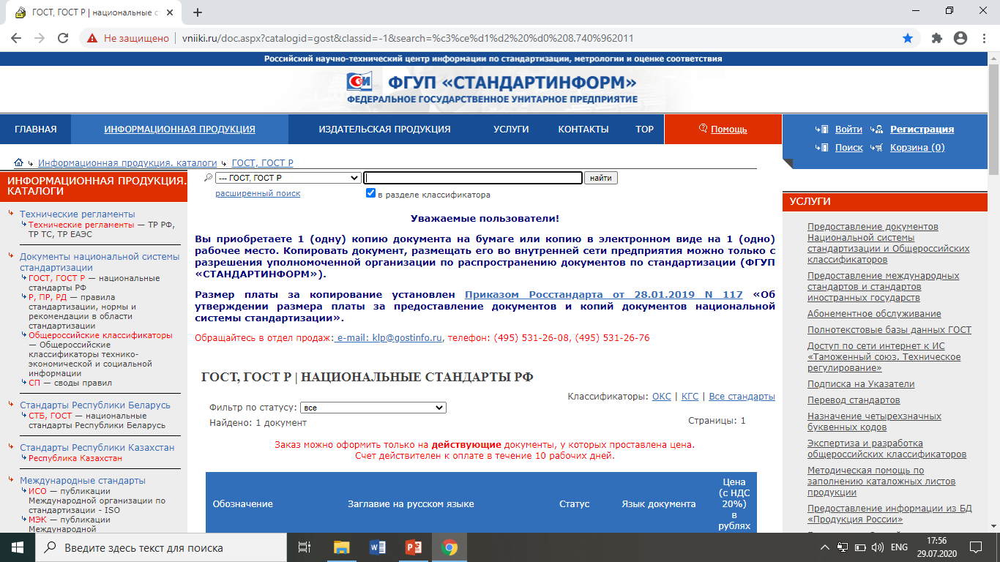 ГОСТ, ГОСТ Р | национальные ст
Не защищено
vniiki.ru/doc.aspx?catalogid=gost&classid=-1&search=%c3%ce%d1%d2%20%d0%208.740%962011
Российский научно-технический центр информации по стандартизации, метрологии и оценке соответствия
ФГУП «СТАНДАРТИНФОРМ»
ФЕДЕРАЛЬНОЕ ГОСУДАРСТВЕННОЕ УНИТАРНОЕ ПРЕДПРИЯТИЕ
ГЛАВНАЯ
ИНФОРМАЦИОННАЯ ПРОДУКЦИЯ
ИЗДАТЕЛЬСКАЯ ПРОДУКЦИЯ
УСЛУГИ
КОНТАКТЫ
ТОР
Помощь
Войти
Регистрация
Поиск
Корзина (0)
Информационная продукция. каталоги
ГОСТ, ГОСТ Р
ИНФОРМАЦИОННАЯ ПРОДУКЦИЯ.
КАТАЛОГИ
Технические регламенты
Технические регламенты — ТР РФ,
ТР ТС, ТР ЕАЭС
Документы национальной системы
стандартизации
ГОСТ, ГОСТ Р — национальные
стандарты РФ
Р, ПР, РД — правила
стандартизации, нормы и
рекомендации в области
стандартизации
Общероссийские классификаторы
— Общероссийские
классификаторы технико-
экономической и социальной
информации
СП — своды правил
Стандарты Республики Беларусь
СТБ, ГОСТ — национальные
стандарты Республики Беларусь
Стандарты Республики Казахстан
Республика Казахстан
Международные стандарты
ИСО — публикации
Международной организации по
стандартизации - ISO
МЭК — публикации
Международной
--- ГОСТ, ГОСТ Р
найти
расширенный поиск
в разделе классификатора
Уважаемые пользователи!
Вы приобретаете 1 (одну) копию документа на бумаге или копию в электронном виде на 1 (одно)
рабочее место. Копировать документ, размещать его во внутренней сети предприятия можно только с
разрешения уполномоченной организации по распространению документов по стандартизации (ФГУП
«СТАНДАРТИНФОРМ»).
Размер платы за копирование установлен Приказом Росстандарта от 28.01.2019 N 117 «Об
утверждении размера платы за предоставление документов и копий документов национальной
системы стандартизации».
Обращайтесь в отдел продаж: e-mail: klp@gostinfo.ru, телефон: (495) 531-26-08, (495) 531-26-76
ГОСТ, ГОСТ Р | НАЦИОНАЛЬНЫЕ СТАНДАРТЫ РФ
Классификаторы: ОКС | КГС | Все стандарты
Фильтр по статусу: все
Найдено: 1 документ
Страницы: 1
Заказ можно оформить только на действующие документы, у которых проставлена цена.
Счет действителен к оплате в течение 10 рабочих дней.
Обозначение
Заглавие на русском языке
Статус
Язык документа
Цена
(с НДС
20%)
в
рублях
УСЛУГИ
Предоставление документов
Национальной системы
стандартизации и Общероссийских
классификаторов
Предоставление международных
стандартов и стандартов
иностранных государств
Абонементное обслуживание
Полнотекстовые базы данных ГОСТ
Доступ по сети интернет к ИС
«Таможенный союз. Техническое
регулирование»
Подписка на Указатели
Перевод стандартов
Назначение четырехзначных
буквенных кодов
Экспертиза и разработка
общероссийских классификаторов
Методическая помощь по
заполнению каталожных листов
продукции
Предоставление информации из БД
«Продукция России»
Введите здесь текст для поиска
ENG
17:56
29.07.2020